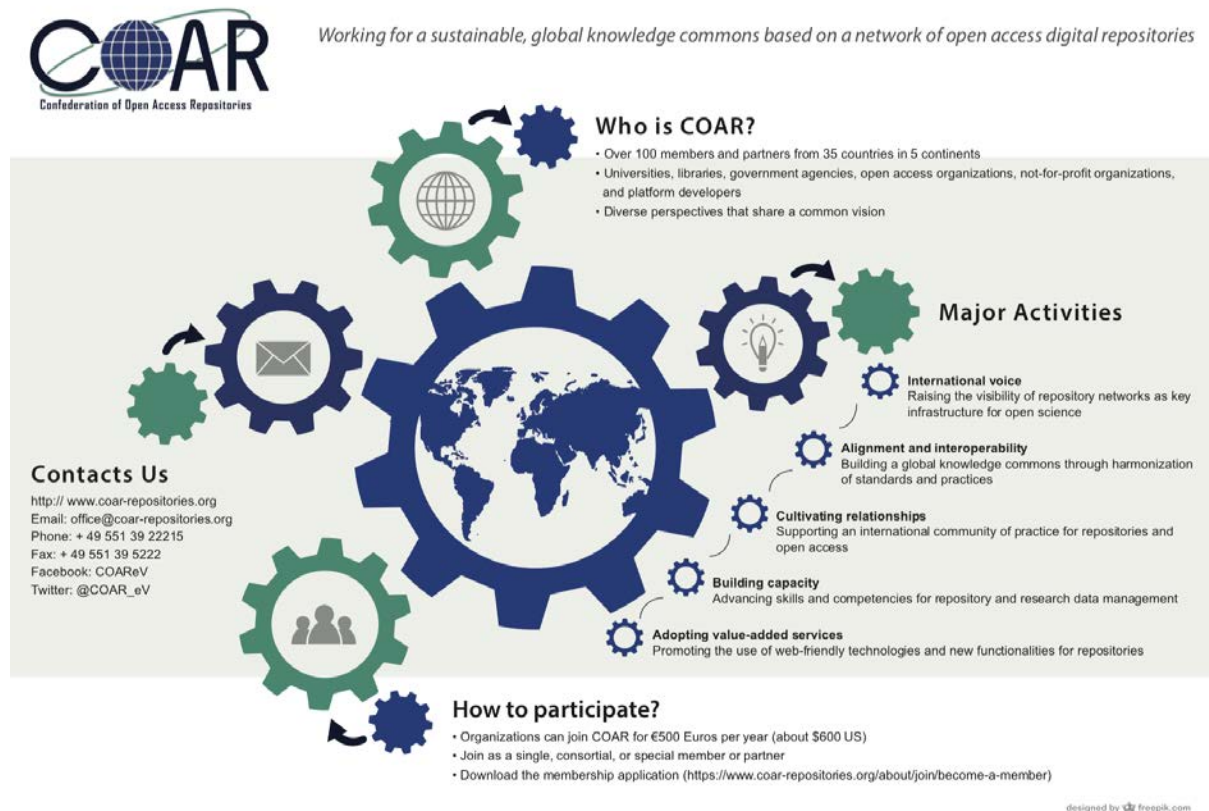 COAR
Confederation of Open Access Repositories
Working for a sustainable, global knowledge commons based on a network of open access digital repositories
Who is COAR?
• Over 100 members and partners from 35 countries in 5 continents
• Universities, libraries, government agencies, open access organizations, not-for-profit organizations,
and platform developers
• Diverse perspectives that share a common vision
Major Activities
International voice
Raising the visibility of repository networks as key
infrastructure for open science
Alignment and interoperability
Building a global knowledge commons through harmonization
of standards and practices
Cultivating relationships
Supporting an international community of practice for repositories and
open access
Building capacity
Advancing skills and competencies for repository and research data management
Adopting value-added services
Promoting the use of web-friendly technologies and new functionalities for repositories
Contacts Us
http:// www.coar-repositories.org
Email: office@coar-repositories.org
Phone: + 49 551 39 22215
Fax: + 49 551 39 5222
Facebook: COAReV
Twitter: @COAR_eV
How to participate?
• Organizations can join COAR for €500 Euros per year (about $600 US)
• Join as a single, consortial, or special member or partner
• Download the membership application (https://www.coar-repositories.org/about/join/become-a-member)
designed by freepik.com